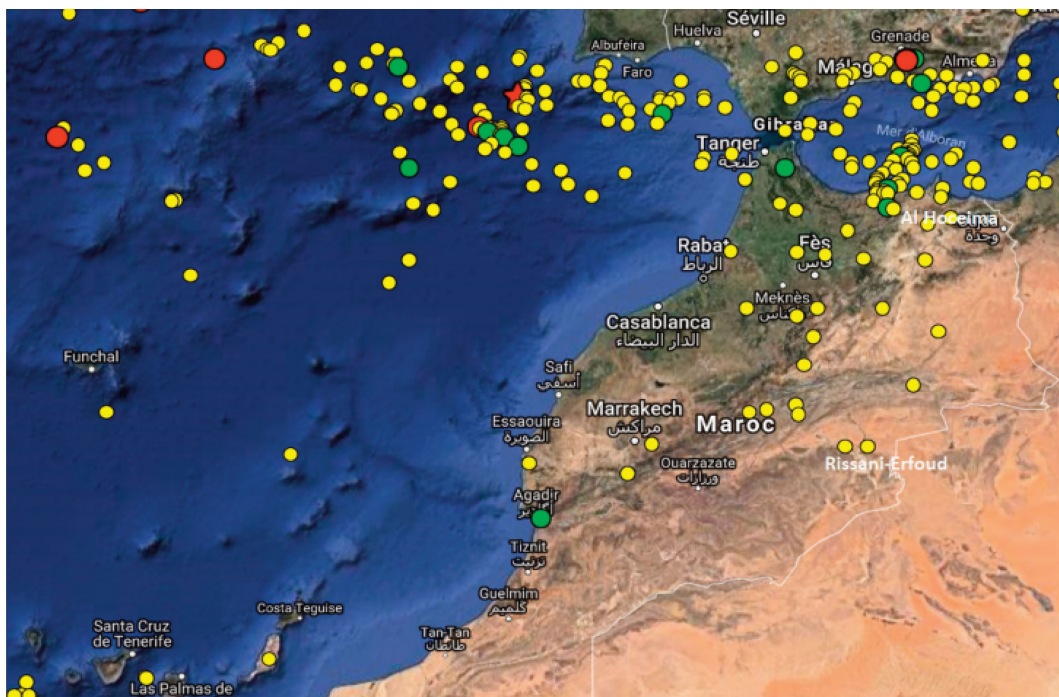 Séville
Huelva
Grenade
Albufeira
Faro
Málag
Almería
Gibraltar
Mer d'Alboran
Tanger
طنجة
Al Hoceima
وجدة
Rabat
الرباط
Fès
فاس
Meknès
مكناس
Casablanca
الدار البيضاء
Funchal
Safi
أسفي
Marrakech
مراكش
Maroc
Essaouira
الصويرة
Ouarzazate
ورزازات
Rissani-Erfoud
Agadir
Tiznit
تزنيت
Guelmim
كلميم
Costa Teguise
Santa Cruz
de Tenerife
Tan-Tan
طانطان
Las Palmas de